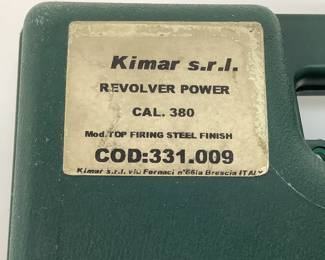 Kimar s.r.l.
REVOLVER POWER
CAL. 380
Mod.TOP FIRING STEEL FINISH
COD:331.009
Kimar s.r.l. via Fornaci n°66/a Brescia ITALY